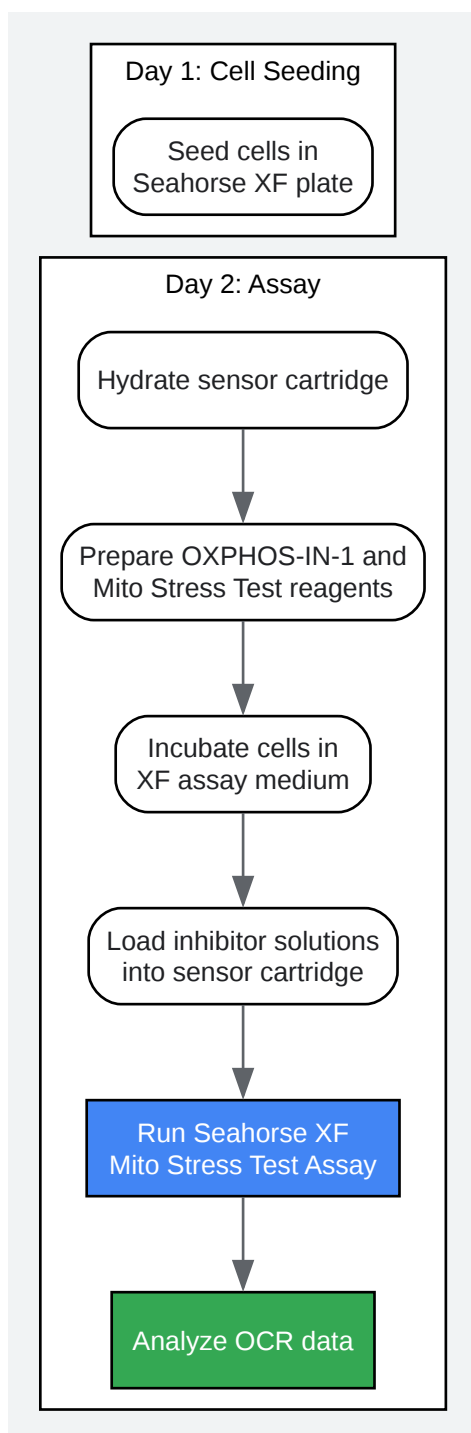 Day 1: Cell Seeding
Seed cells in
Seahorse XF plate
Day 2: Assay
Hydrate sensor cartridge
Prepare OXPHOS-IN-1 and
Mito Stress Test reagents
Incubate cells in
XF assay medium
Load inhibitor solutions
into sensor cartridge
Run Seahorse XF
Mito Stress Test Assay
Analyze OCR data